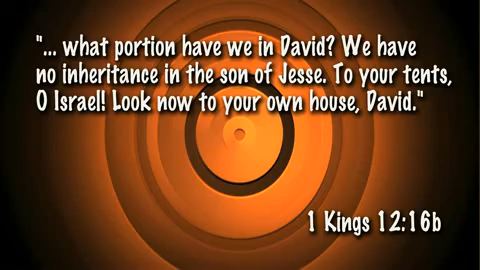 "... what portion have we in David? We have
no inheritance in the son of Jesse. To your tents,
O Israel! Look now to your own house, David."
1 Kings 12:16b